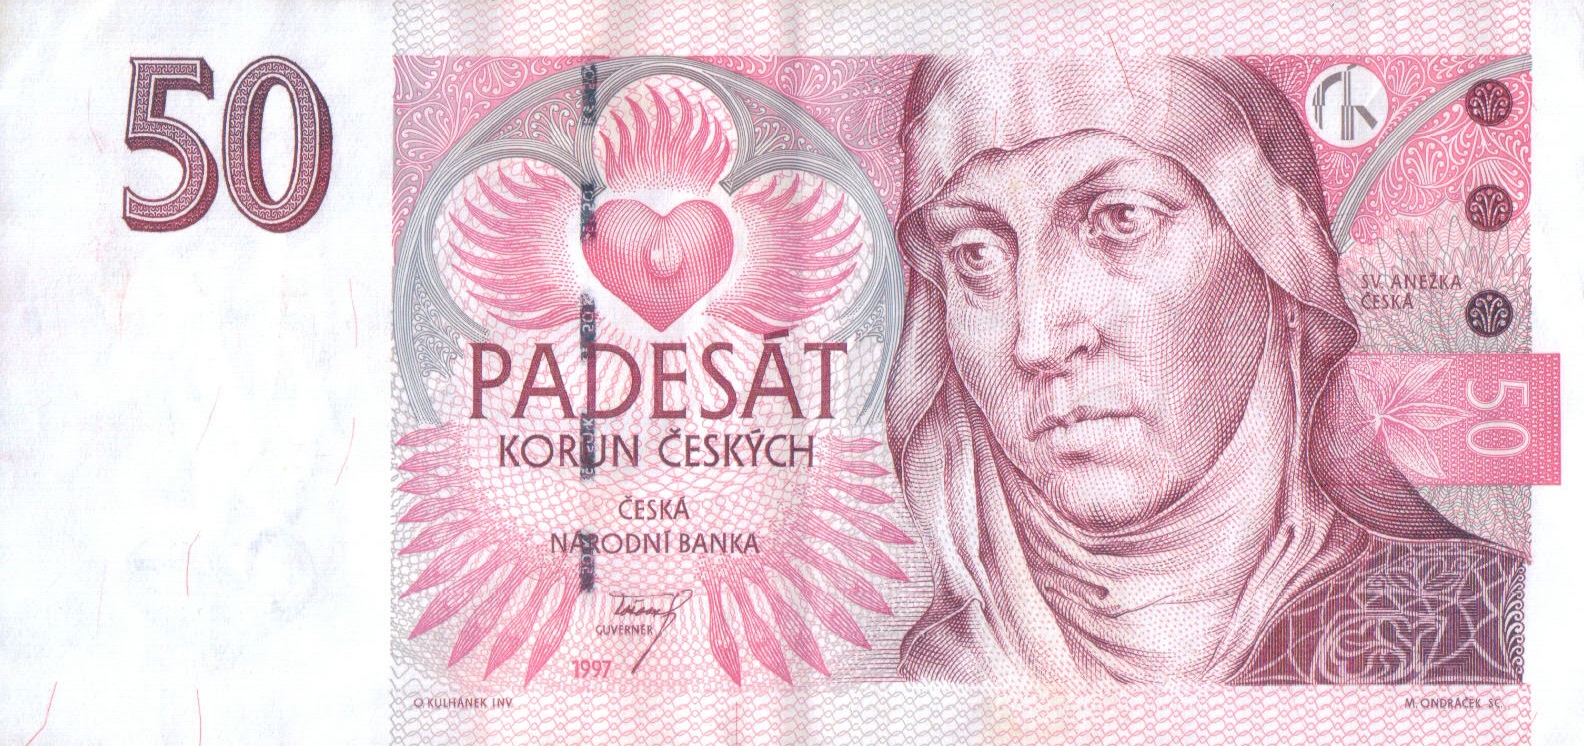 50
PADESÁT
KORUN ČESKÝCH
ČESKÁ
NÁRODNÍ BANKA
GUVERNÉR
1997
O. KULHÁNEK INV.
SV. ANEŽKA
ČESKÁ
50
M. ONDRÁČEK SC.